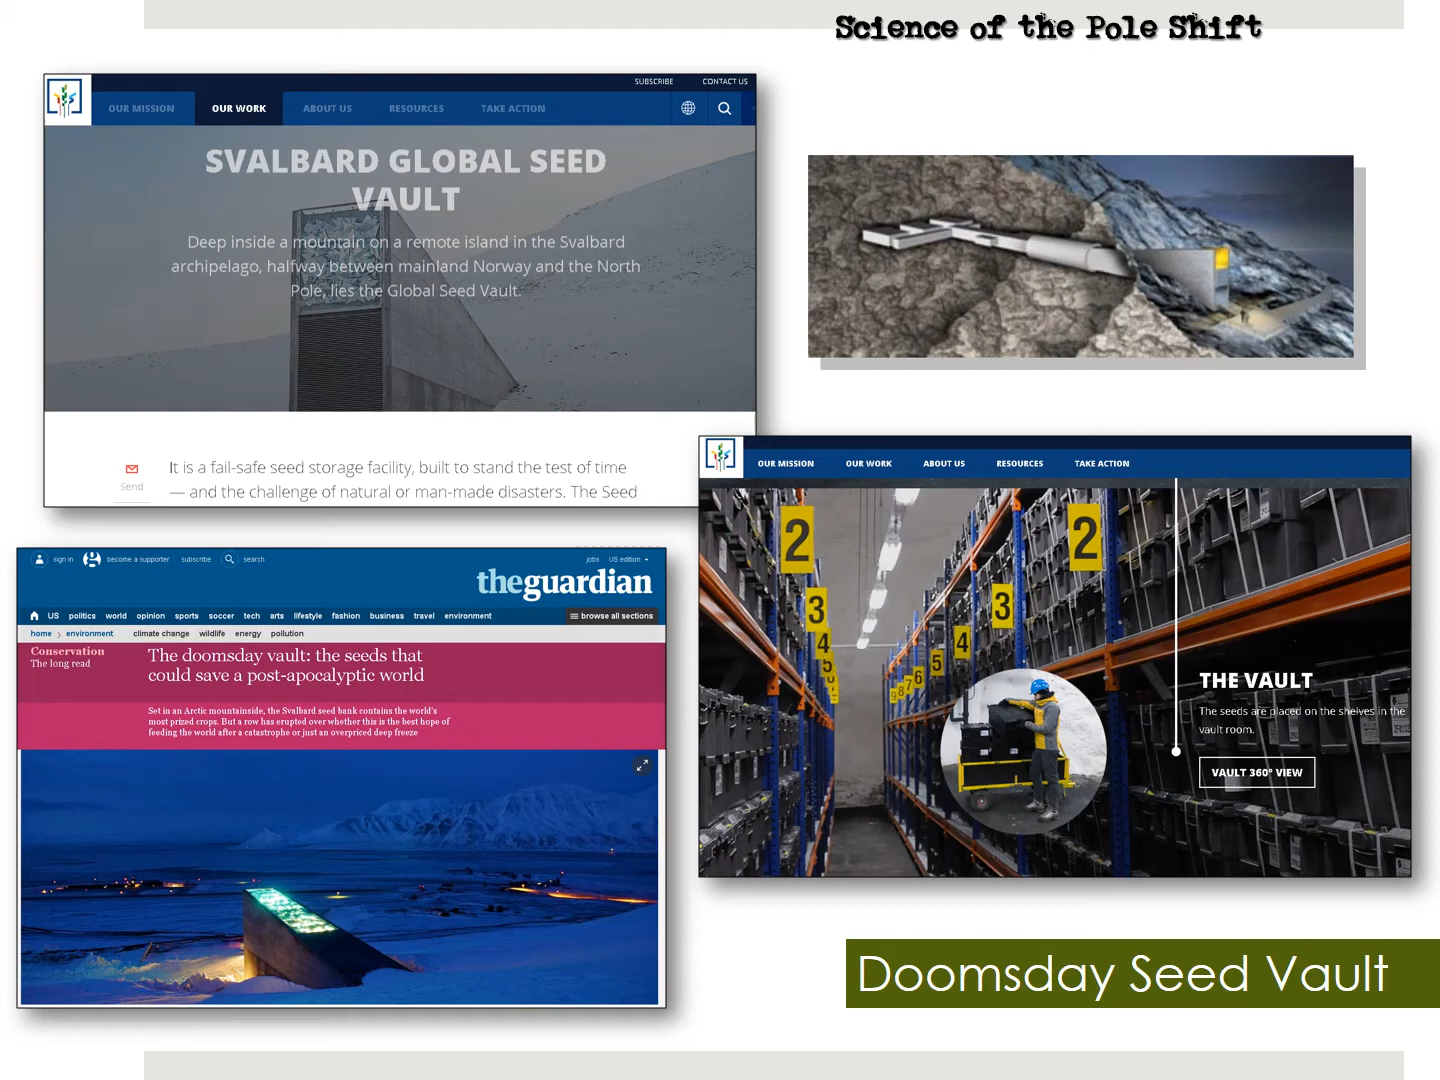 Science of the Pole Shift
SUBSCRIBE CONTACT US
OUR MISSION OUR WORK ABOUT US RESOURCES TAKE ACTION
SVALBARD GLOBAL SEED
VAULT
Deep inside a mountain on a remote island in the Svalbard
archipelago, halfway between mainland Norway and the North
Pole, lies the Global Seed Vault.
Send
It is a fail-safe seed storage facility, built to stand the test of time
— and the challenge of natural or man-made disasters. The Seed
OUR MISSION OUR WORK ABOUT US RESOURCES TAKE ACTION
2 2
3 3
4 4
5 5
6 6
7
8
9
THE VAULT
The seeds are placed on the shelves in the
vault room.
VAULT 360° VIEW
sign in become a supporter subscribe search jobs US edition
theguardian
US politics world opinion sports soccer tech arts lifestyle fashion business travel environment browse all sections
home > environment climate change wildlife energy pollution
Conservation
The long read
The doomsday vault: the seeds that
could save a post-apocalyptic world
Set in an Arctic mountainside, the Svalbard seed bank contains the world's
most prized crops. But a row has erupted over whether this is the best hope of
feeding the world after a catastrophe or just an overpriced deep freeze
Doomsday Seed Vault